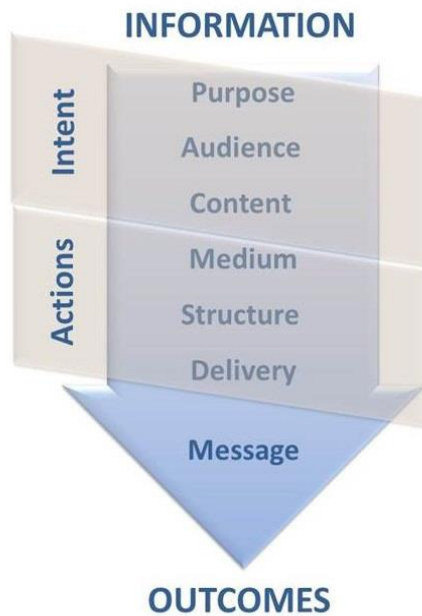 INFORMATION
Intent
Purpose
Audience
Content
Actions
Medium
Structure
Delivery
Message
OUTCOMES